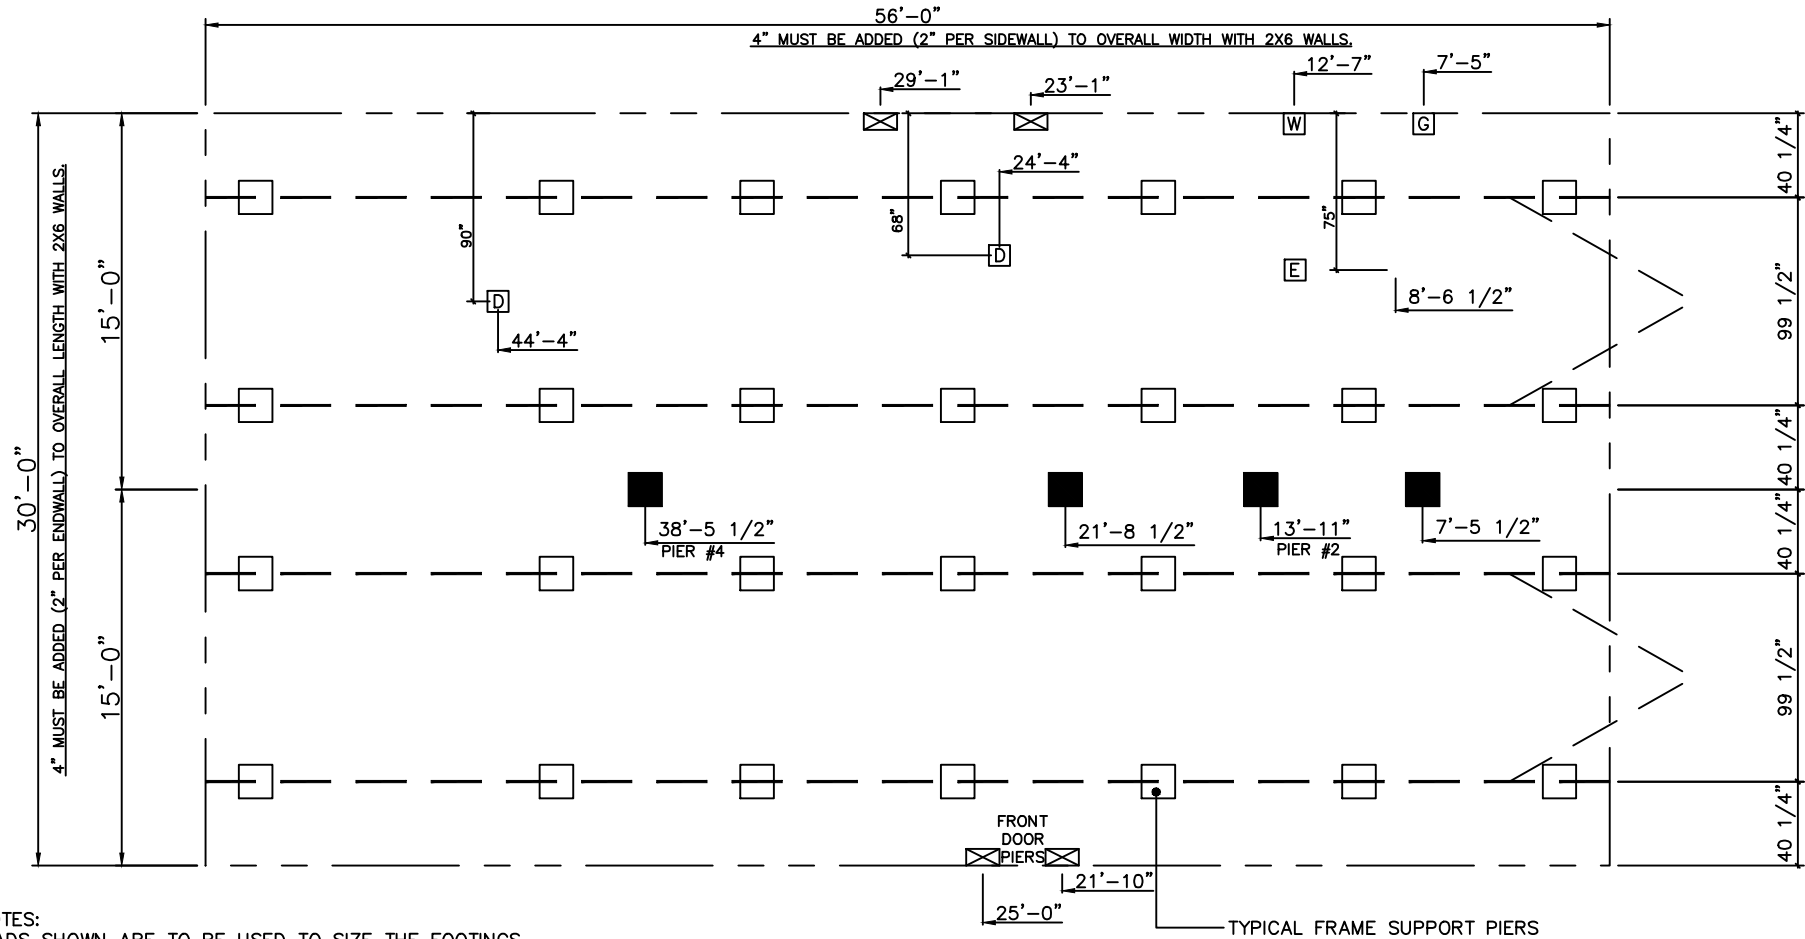 56'-0"
4" MUST BE ADDED (2" PER SIDEWALL) TO OVERALL WIDTH WITH 2X6 WALLS.
29'-1"
23'-1"
12'-7"
7'-5"
W
G
40 1/4"
24'-4"
68"
75"
90"
D
E
D
8'-6 1/2"
44'-4"
99 1/2"
15'-0"
30'-0"
4" MUST BE ADDED (2" PER ENDWALL) TO OVERALL LENGTH WITH 2X6 WALLS.
40 1/4"
38'-5 1/2"
PIER #4
21'-8 1/2"
13'-11"
PIER #2
7'-5 1/2"
40 1/4"
15'-0"
99 1/2"
FRONT
DOOR
PIERS
40 1/4"
21'-10"
25'-0"
TYPICAL FRAME SUPPORT PIERS